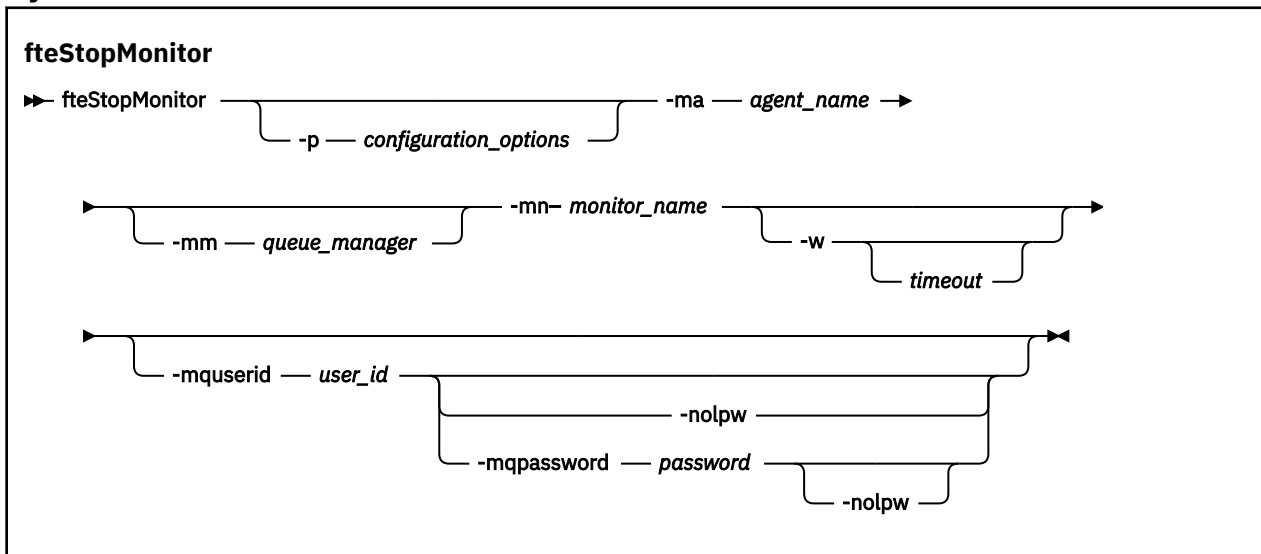 fteStopMonitor
fteStopMonitor -ma agent_name
-p configuration_options
-mn monitor_name
-mm queue_manager -w
timeout
-mquserid user_id
-nolpw
-mqpassword password
-nolpw